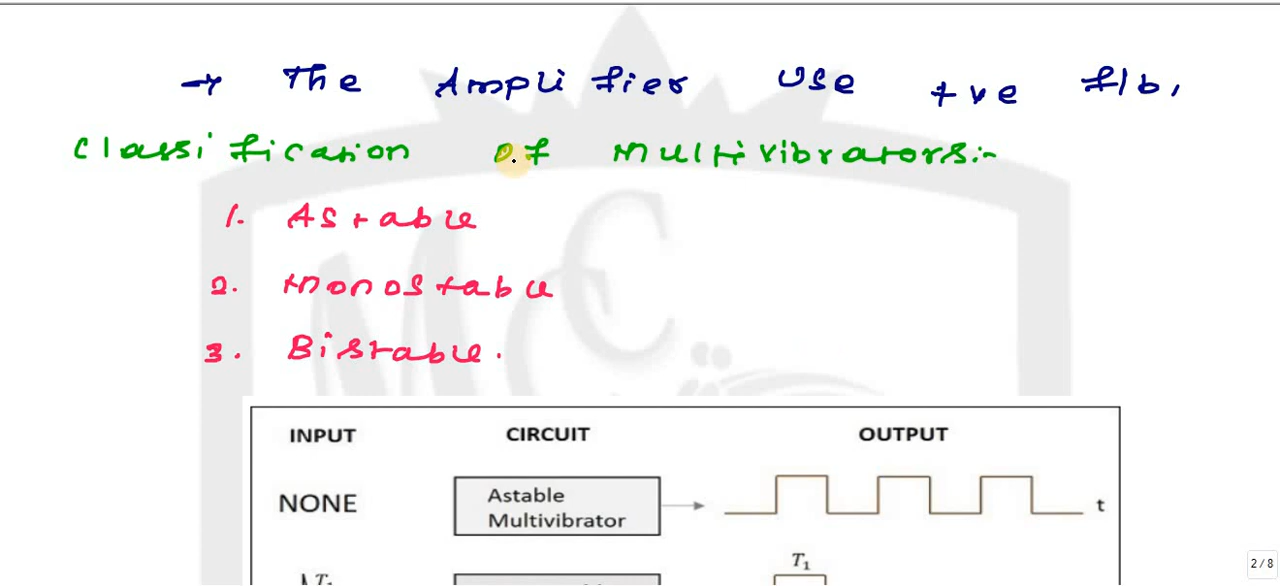 → The Amplifier use +ve f/b,
Classification of Multivibrators:-
1. Astable
2. Monostable
3. Bistable.
INPUT CIRCUIT OUTPUT
NONE Astable Multivibrator t
T1 T1
2 / 8